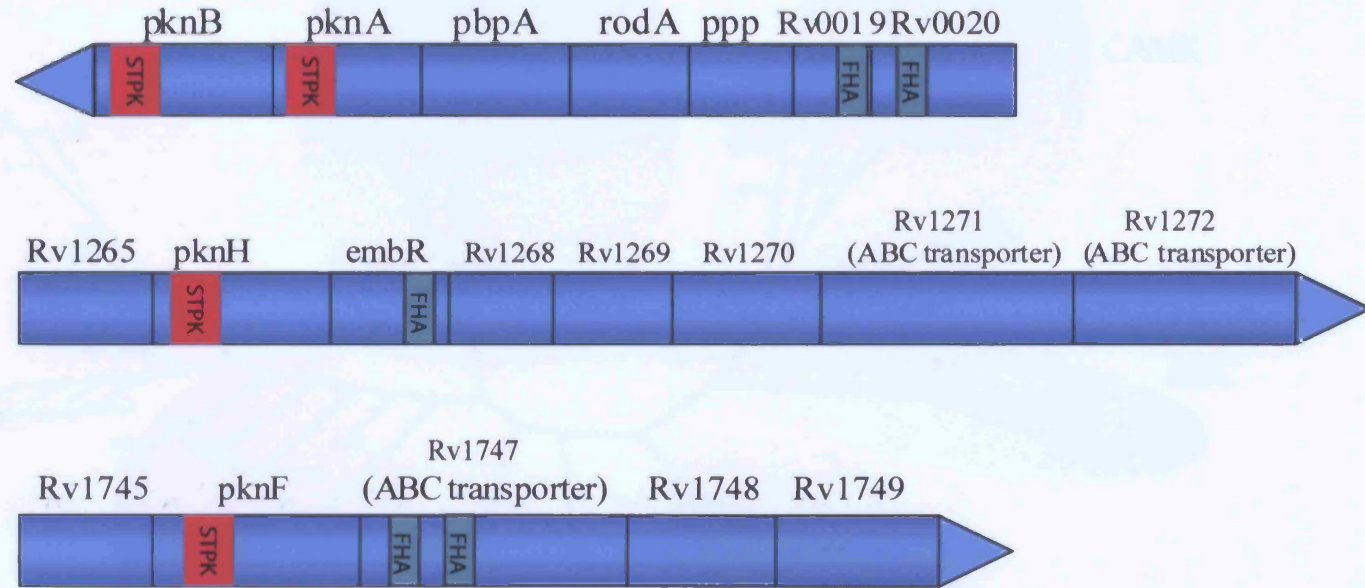 pknB pknA pbpA rodA ppp Rv0019 Rv0020
STPK STPK FHA FHA
Rv1271 Rv1272
Rv1265 pknH embR Rv1268 Rv1269 Rv1270 (ABC transporter) (ABC transporter)
STPK FHA
Rv1747
Rv1745 pknF (ABC transporter) Rv1748 Rv1749
STPK FHA FHA